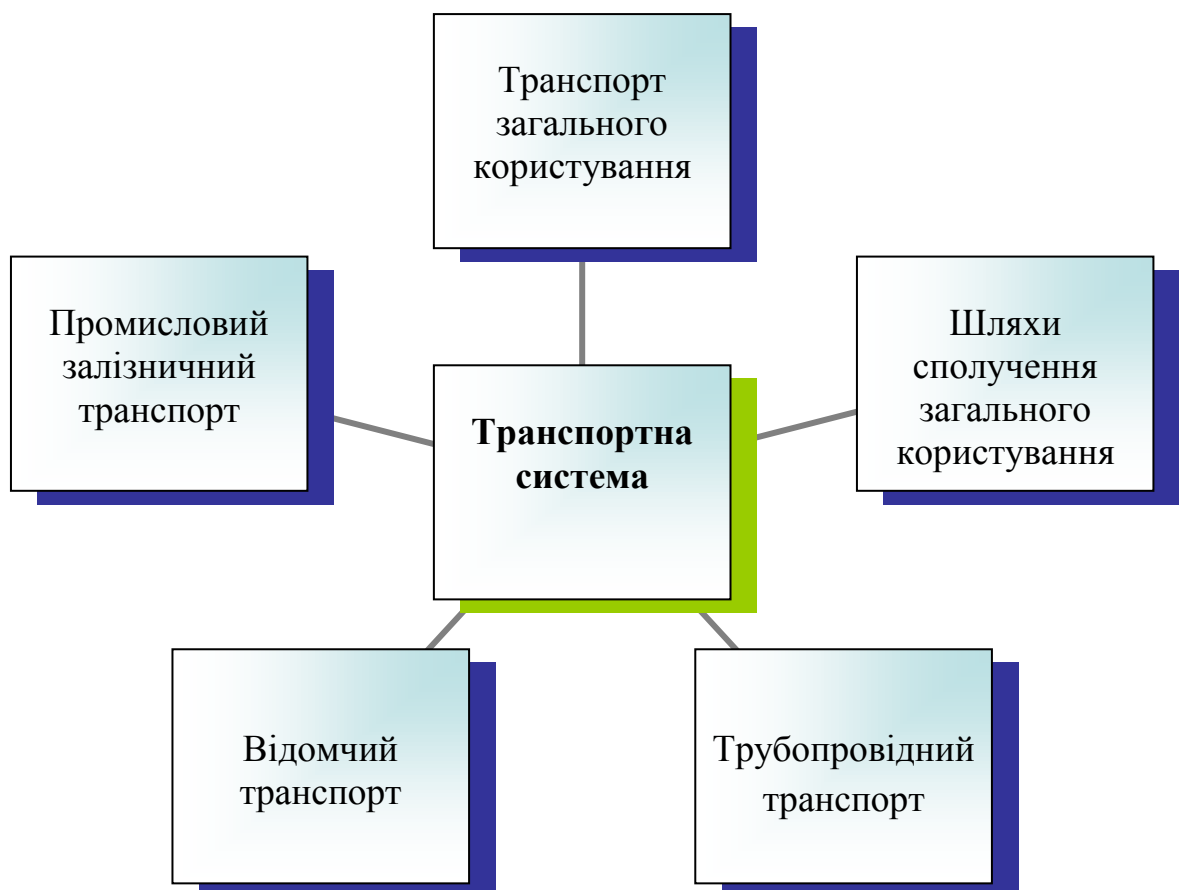 Транспорт
загального
користування
Промисловий
залізничний
транспорт
Шляхи
сполучення
загального
користування
Транспортна
система
Відомчий
транспорт
Трубопровідний
транспорт